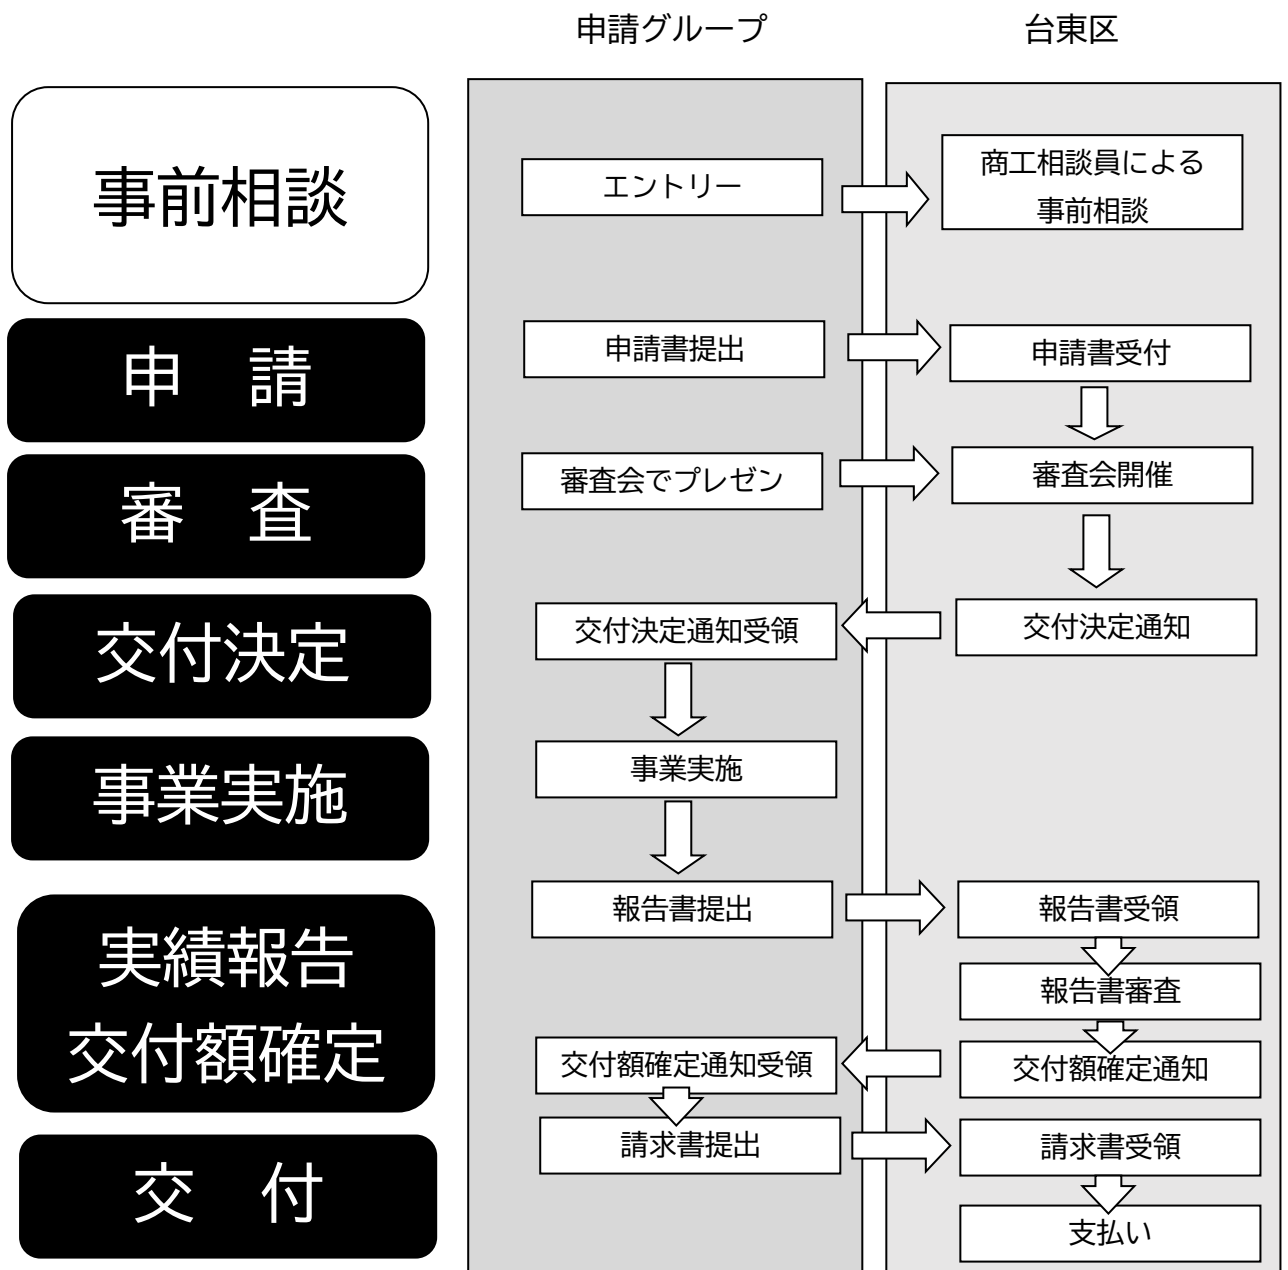 申請グループ
台東区
事前相談
エントリー
商工相談員による
事前相談
申　請
申請書提出
申請書受付
審　査
審査会でプレゼン
審査会開催
交付決定
交付決定通知受領
交付決定通知
事業実施
事業実施
実績報告
交付額確定
報告書提出
報告書受領
報告書審査
交付額確定通知受領
交付額確定通知
交　付
請求書提出
請求書受領
支払い